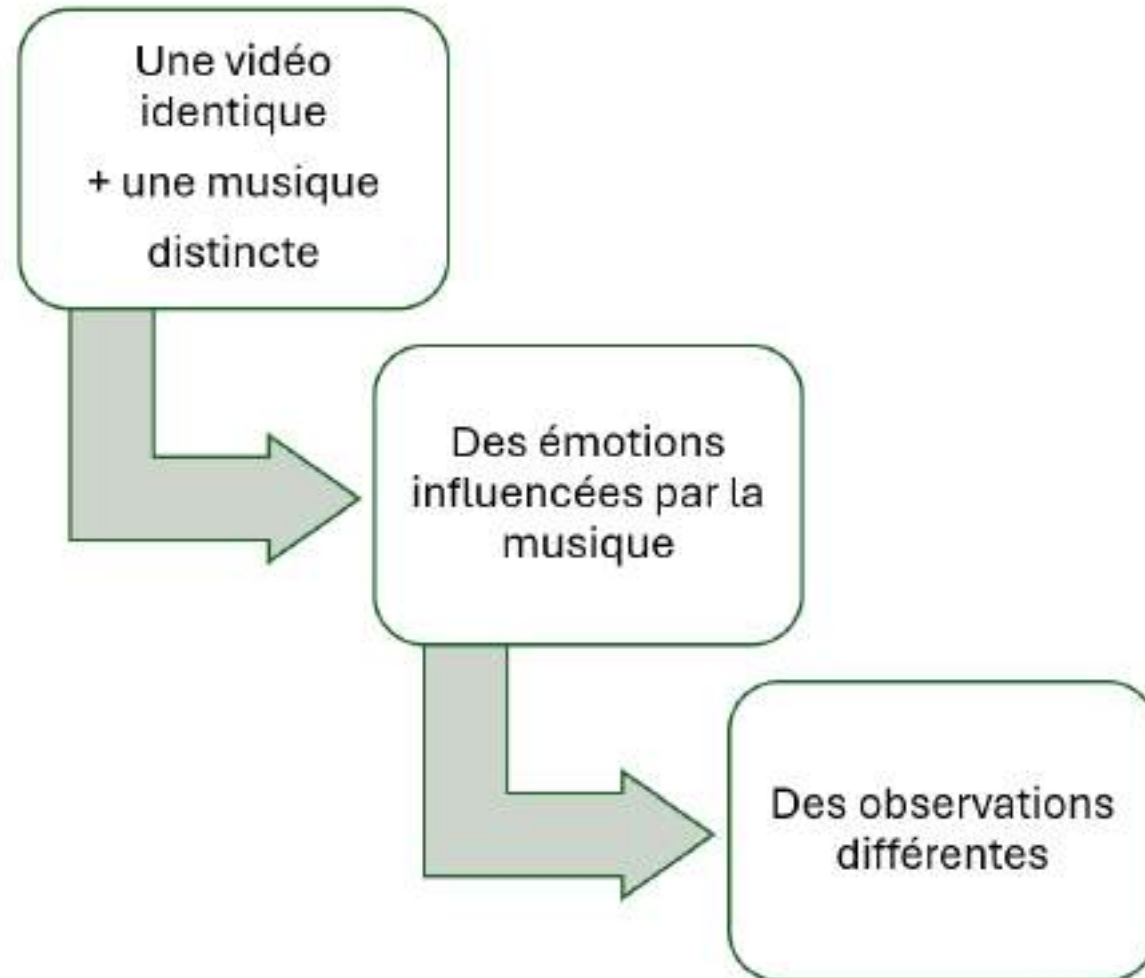 Une vidéo
identique
+ une musique
distincte
Des émotions
influencées par la
musique
Des observations
différentes